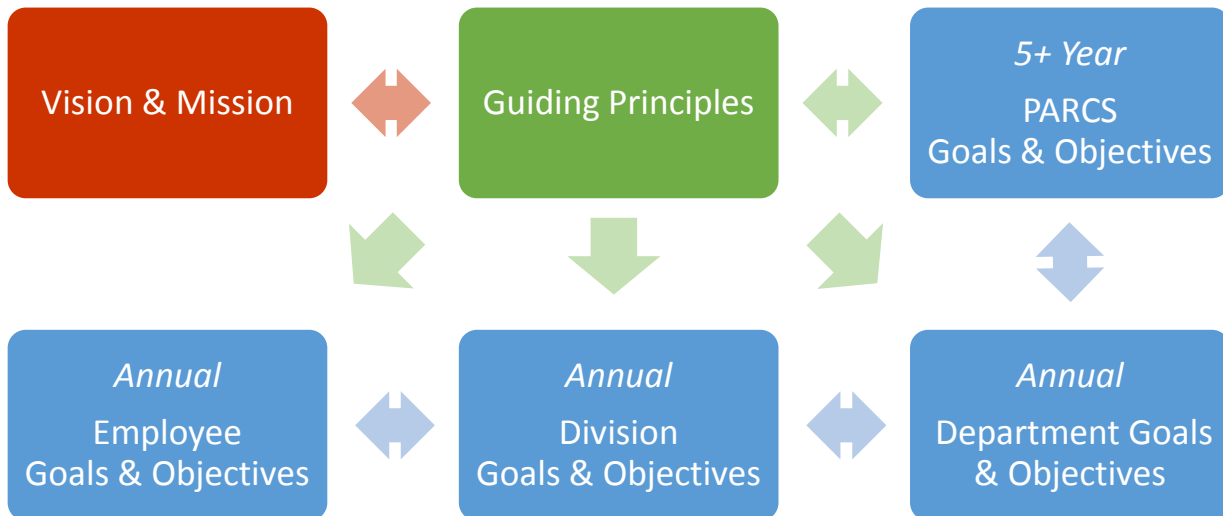 Vision & Mission
Guiding Principles
5+ Year
PARCS
Goals & Objectives
Annual
Employee
Goals & Objectives
Annual
Division
Goals & Objectives
Annual
Department Goals
& Objectives